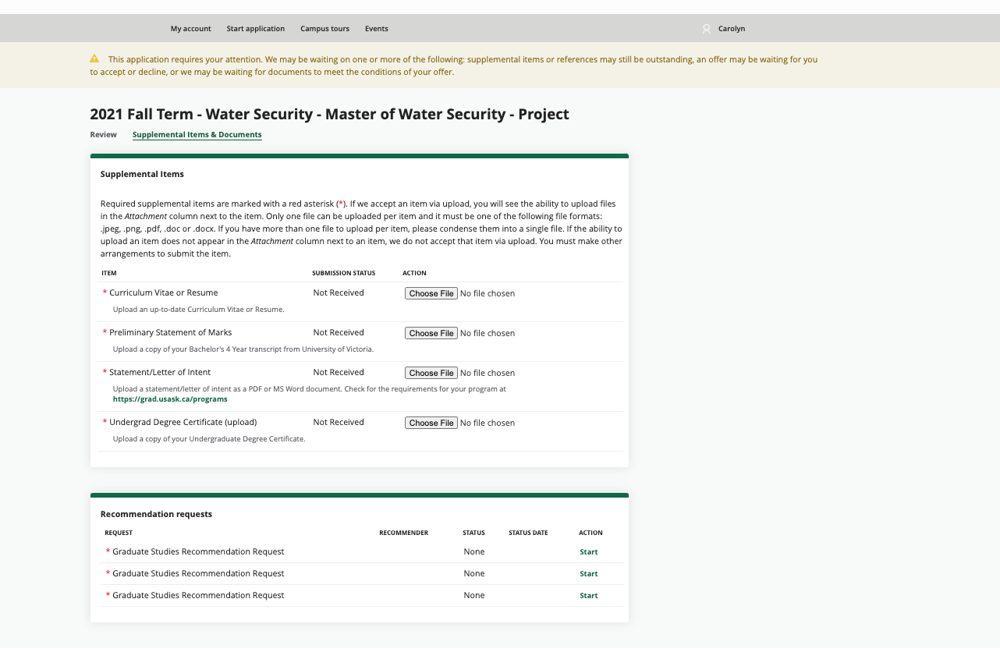 My account Start application Campus tours Events Carolyn
This application requires your attention. We may be waiting on one or more of the following: supplemental items or references may still be outstanding, an offer may be waiting for you
to accept or decline, or we may be waiting for documents to meet the conditions of your offer.
2021 Fall Term - Water Security - Master of Water Security - Project
Review Supplemental Items & Documents
Supplemental Items
Required supplemental items are marked with a red asterisk (*). If we accept an item via upload, you will see the ability to upload files
in the Attachment column next to the item. Only one file can be uploaded per item and it must be one of the following file formats:
.jpeg, .png, .pdf, .doc or .docx. If you have more than one file to upload per item, please condense them into a single file. If the ability to
upload an item does not appear in the Attachment column next to an item, we do not accept that item via upload. You must make other
arrangements to submit the item.
ITEM SUBMISSION STATUS ACTION
* Curriculum Vitae or Resume Not Received Choose File No file chosen
Upload an up-to-date Curriculum Vitae or Resume.
* Preliminary Statement of Marks Not Received Choose File No file chosen
Upload a copy of your Bachelor's 4 Year transcript from University of Victoria.
* Statement/Letter of Intent Not Received Choose File No file chosen
Upload a statement/letter of intent as a PDF or MS Word document. Check for the requirements for your program at
https://grad.usask.ca/programs
* Undergrad Degree Certificate (upload) Not Received Choose File No file chosen
Upload a copy of your Undergraduate Degree Certificate.
Recommendation requests
REQUEST RECOMMENDER STATUS STATUS DATE ACTION
* Graduate Studies Recommendation Request None Start
* Graduate Studies Recommendation Request None Start
* Graduate Studies Recommendation Request None Start